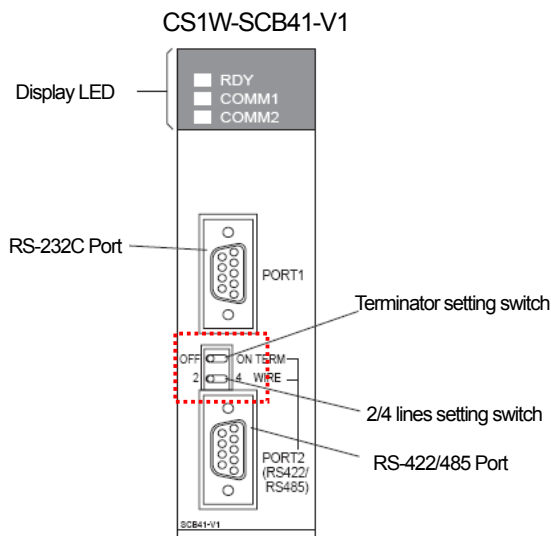 CS1W-SCB41-V1
Display LED
RDY
COMM1
COMM2
RS-232C Port
PORT1
Terminator setting switch
OFF ON TERM
2 4 WIRE
2/4 lines setting switch
PORT2
(RS422/
RS485)
RS-422/485 Port
SCB41-V1